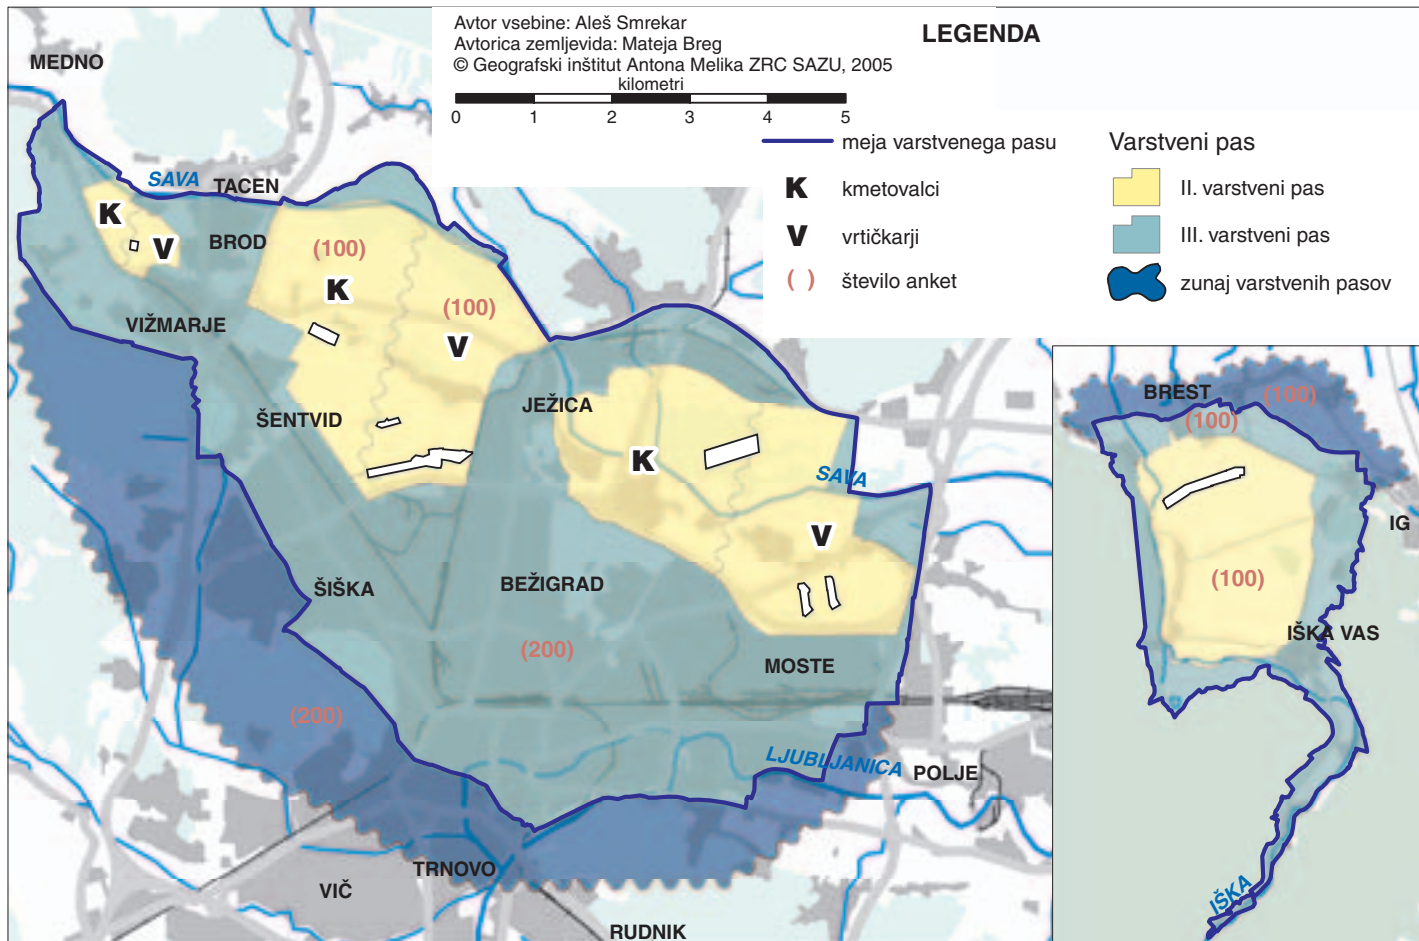 Avtor vsebine: Aleš Smrekar
Avtorica zemljevida: Mateja Breg
© Geografski inštitut Antona Melika ZRC SAZU, 2005
kilometri
0 1 2 3 4 5
LEGENDA
meja varstvenega pasu
K kmetovalci
V vrtičkarji
( ) število anket
Varstveni pas
II. varstveni pas
III. varstveni pas
zunaj varstvenih pasov
MEDNO
SAVA
TACEN
K
V
BROD
(100)
K
(100)
V
VIŽMARJE
ŠENTVID
JEŽICA
K
SAVA
V
ŠIŠKA
BEŽIGRAD
(200)
MOSTE
(200)
LJUBLJANICA
POLJE
TRNOVO
VIČ
RUDNIK
BREST
(100)
(100)
IG
(100)
IŠKA VAS
IŠKA